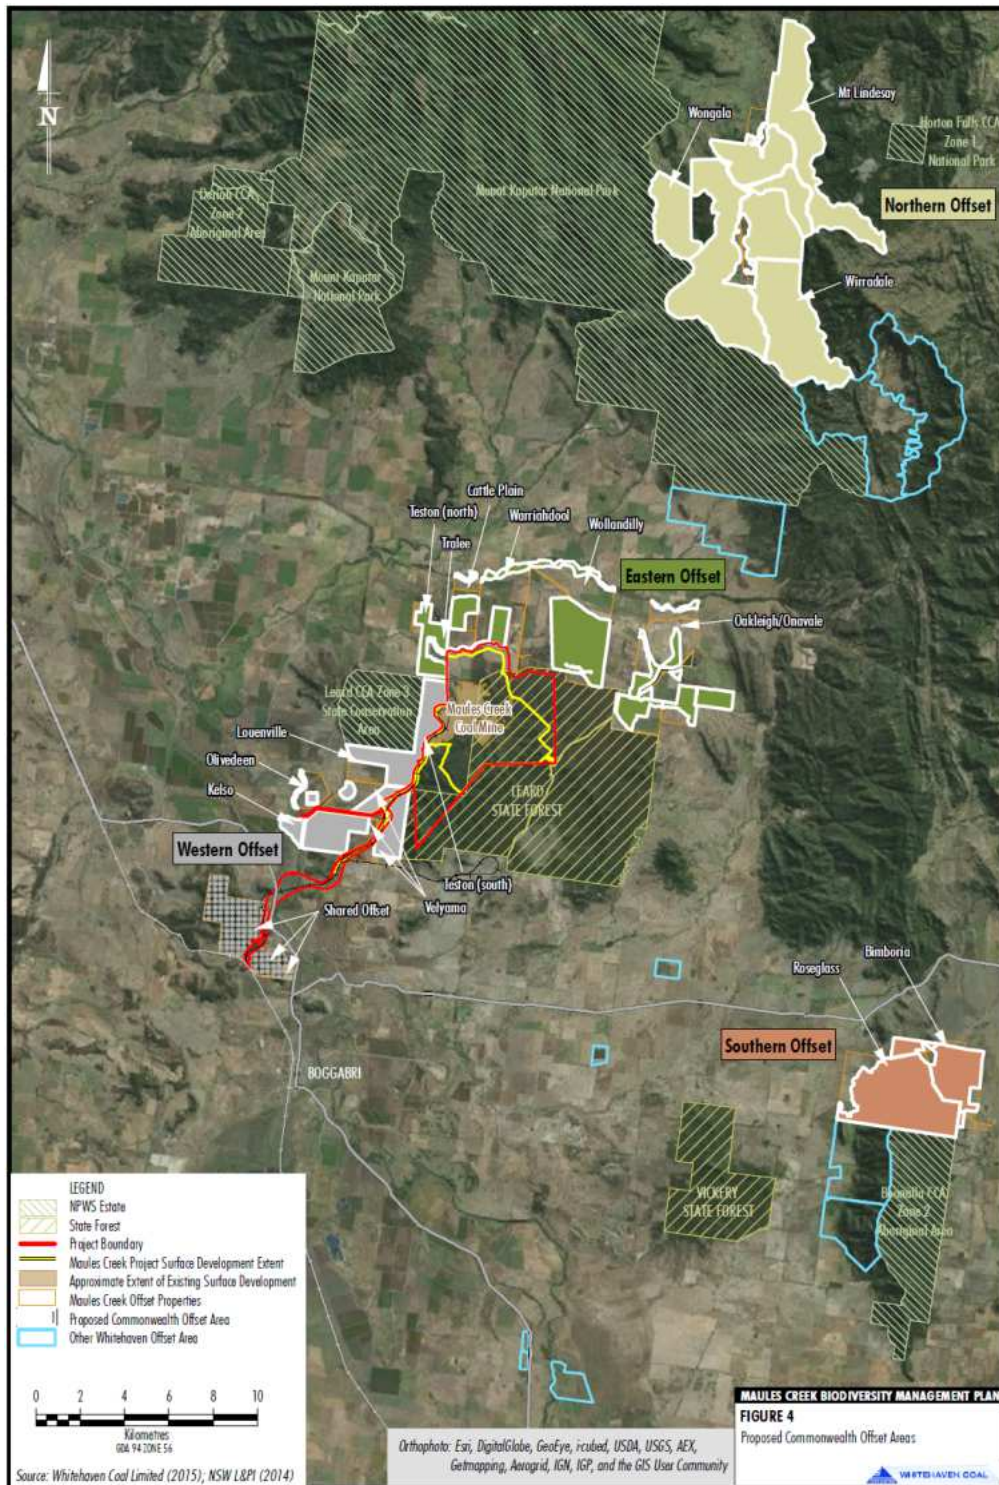 N
Mt Lindesay
Wongala
Horton Falls CCA
Zone 1
National Park
Mount Kaputar National Park
Northern Offset
Deriah CCA
Zone 2
Aboriginal Area
Mount Kaputar
National Park
Wirradale
Cattle Plain
Teston (north)
Warriahdool
Tralee
Wollandilly
Eastern Offset
Oakleigh/Onavale
Leard CCA Zone 3
State Conservation
Area
Maules Creek
Coal Mine
Louenville
Olivedeen
Kelso
LEARD
STATE FOREST
Western Offset
Teston (south)
Velyama
Shared Offset
Bimboria
Roseglass
Southern Offset
BOGGABRI
VICKERY
STATE FOREST
Boonalla CCA
Zone 2
Aboriginal Area
LEGEND
NPWS Estate
State Forest
Project Boundary
Maules Creek Project Surface Development Extent
Approximate Extent of Existing Surface Development
Maules Creek Offset Properties
Proposed Commonwealth Offset Area
Other Whitehaven Offset Area
0 2 4 6 8 10
Kilometres
GDA 94 ZONE 56
Source: Whitehaven Coal Limited (2015); NSW L&PI (2014)
Orthophoto: Esri, DigitalGlobe, GeoEye, i-cubed, USDA, USGS, AEX,
Getmapping, Aerogrid, IGN, IGP, and the GIS User Community
MAULES CREEK BIODIVERSITY MANAGEMENT PLAN
FIGURE 4
Proposed Commonwealth Offset Areas
WHITEHAVEN COAL